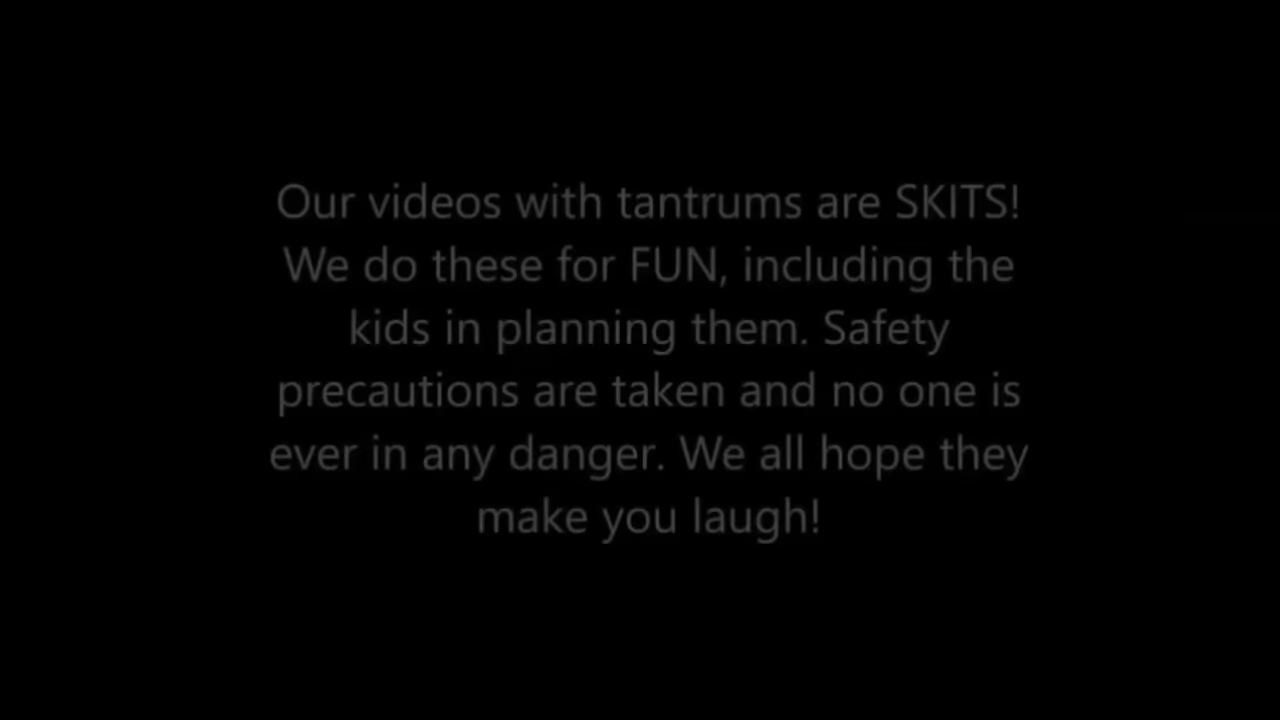 Our videos with tantrums are SKITS!
We do these for FUN, including the
kids in planning them. Safety
precautions are taken and no one is
ever in any danger. We all hope they
make you laugh!